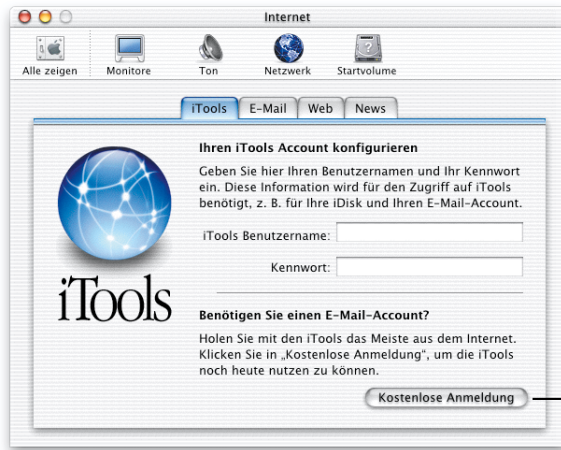 Internet
Alle zeigen Monitore Ton Netzwerk Startvolume
iTools E-Mail Web News
Ihren iTools Account konfigurieren
Geben Sie hier Ihren Benutzernamen und Ihr Kennwort
ein. Diese Information wird für den Zugriff auf iTools
benötigt, z. B. für Ihre iDisk und Ihren E-Mail-Account.
iTools Benutzername:
Kennwort:
iTools
Benötigen Sie einen E-Mail-Account?
Holen Sie mit den iTools das Meiste aus dem Internet.
Klicken Sie in „Kostenlose Anmeldung“, um die iTools
noch heute nutzen zu können.
Kostenlose Anmeldung